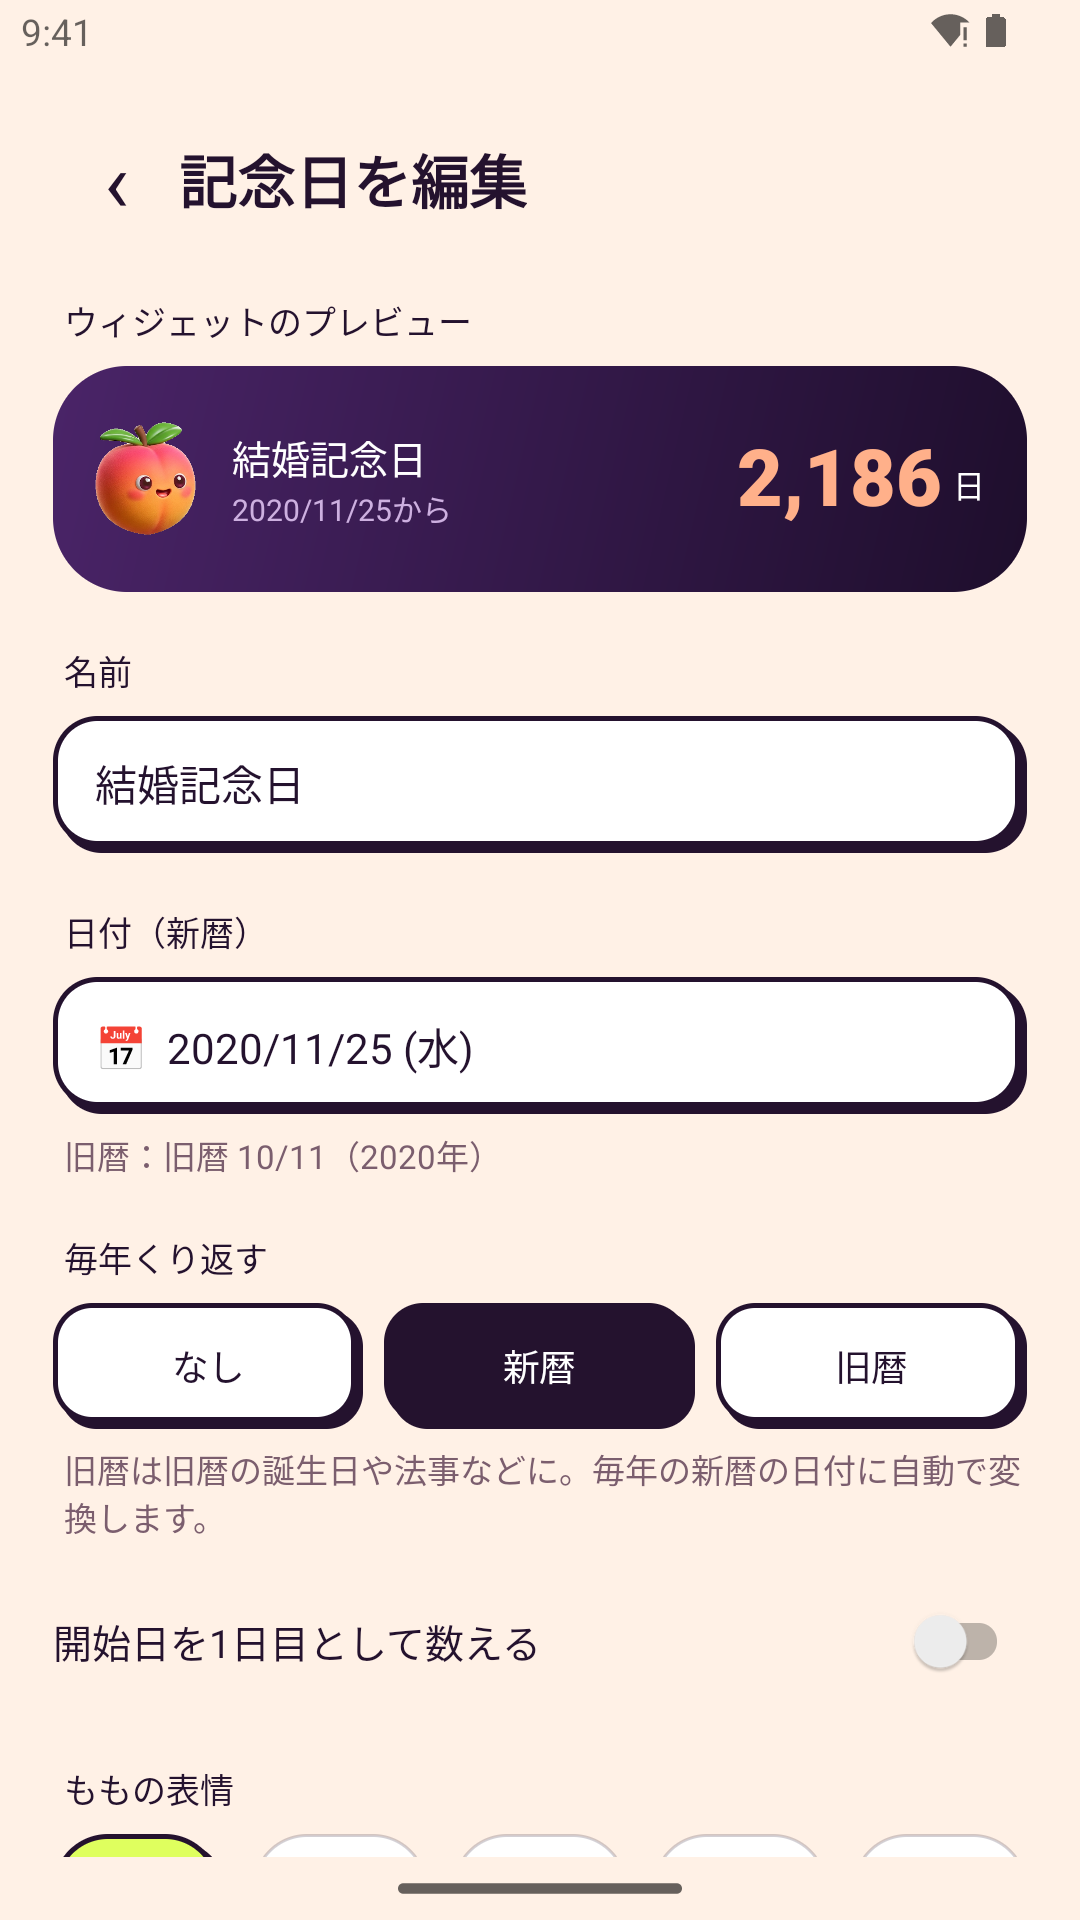 9:41
‹ 記念日を編集
ウィジェットのプレビュー
結婚記念日
2020/11/25から
2,186 日
名前
結婚記念日
日付（新暦）
July 17 2020/11/25 (水)
旧暦：旧暦 10/11（2020年）
毎年くり返す
なし 新暦 旧暦
旧暦は旧暦の誕生日や法事などに。毎年の新暦の日付に自動で変
換します。
開始日を1日目として数える
ももの表情